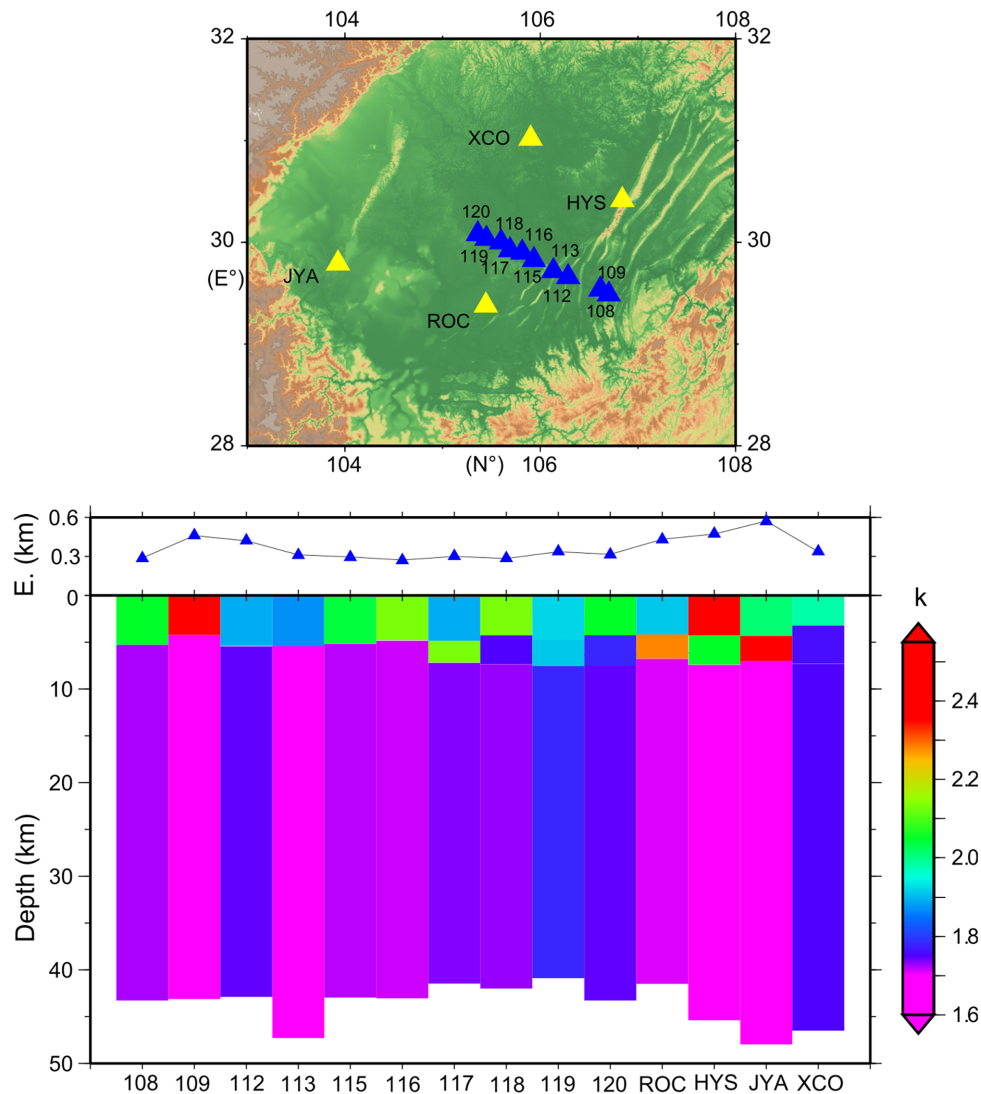 104 106 108
32 32
XCO
HYS
120 118
116
30 113 30
119 117
(E°) JYA 115 109
112
ROC 108
28 28
104 (N°) 106 108
0.6
E. (km)
0.3
0
k
10
2.4
20
2.2
Depth (km)
30
2.0
1.8
40
1.6
50
108 109 112 113 115 116 117 118 119 120 ROC HYS JYA XCO